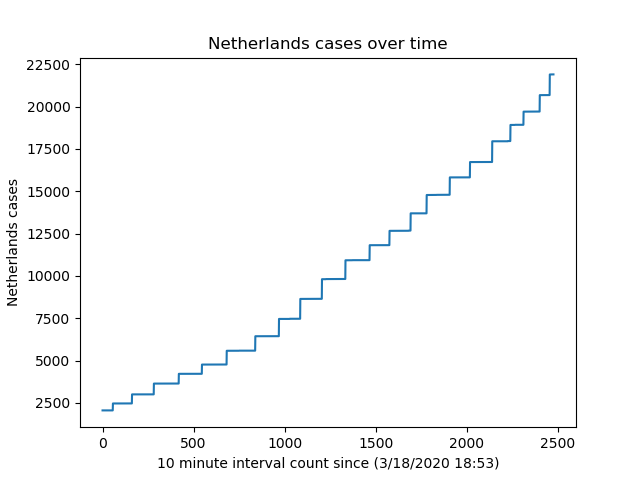 Netherlands cases over time
22500
20000
17500
15000
12500
10000
7500
5000
2500
Netherlands cases
0 500 1000 1500 2000 2500
10 minute interval count since (3/18/2020 18:53)